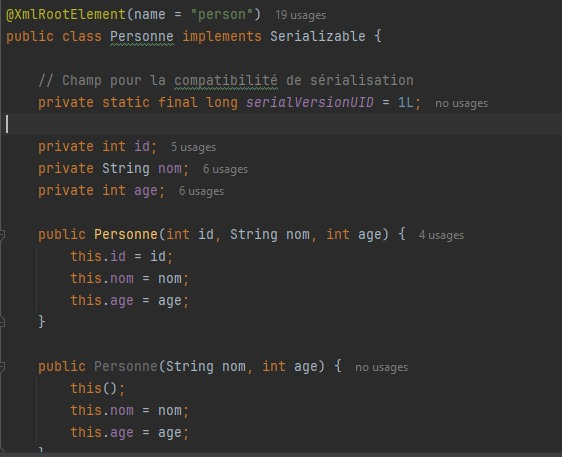 @XmlRootElement(name = "person") 19 usages
public class Personne implements Serializable {
// Champ pour la compatibilité de sérialisation
private static final long serialVersionUID = 1L; no usages
private int id; 5 usages
private String nom; 6 usages
private int age; 6 usages
public Personne(int id, String nom, int age) { 4 usages
this.id = id;
this.nom = nom;
this.age = age;
}
public Personne(String nom, int age) { no usages
this();
this.nom = nom;
this.age = age;
}